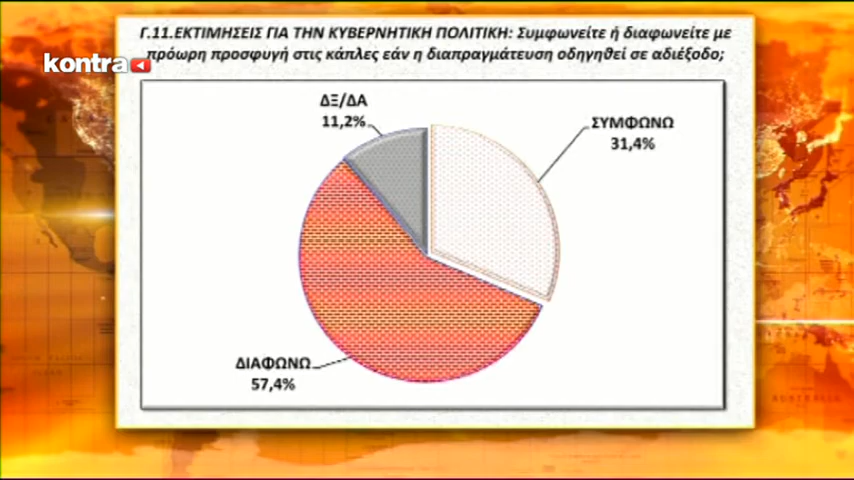 Γ.11.ΕΚΤΙΜΗΣΕΙΣ ΓΙΑ ΤΗΝ ΚΥΒΕΡΝΗΤΙΚΗ ΠΟΛΙΤΙΚΗ: Συμφωνείτε ή διαφωνείτε με
πρόωρη προσφυγή στις κάπλες εάν η διαπραγμάτευση οδηγηθεί σε αδιέξοδο;
kontra
ΔΞ/ΔΑ
11,2%
ΣΥΜΦΩΝΩ
31,4%
ΔΙΑΦΩΝΩ
57,4%